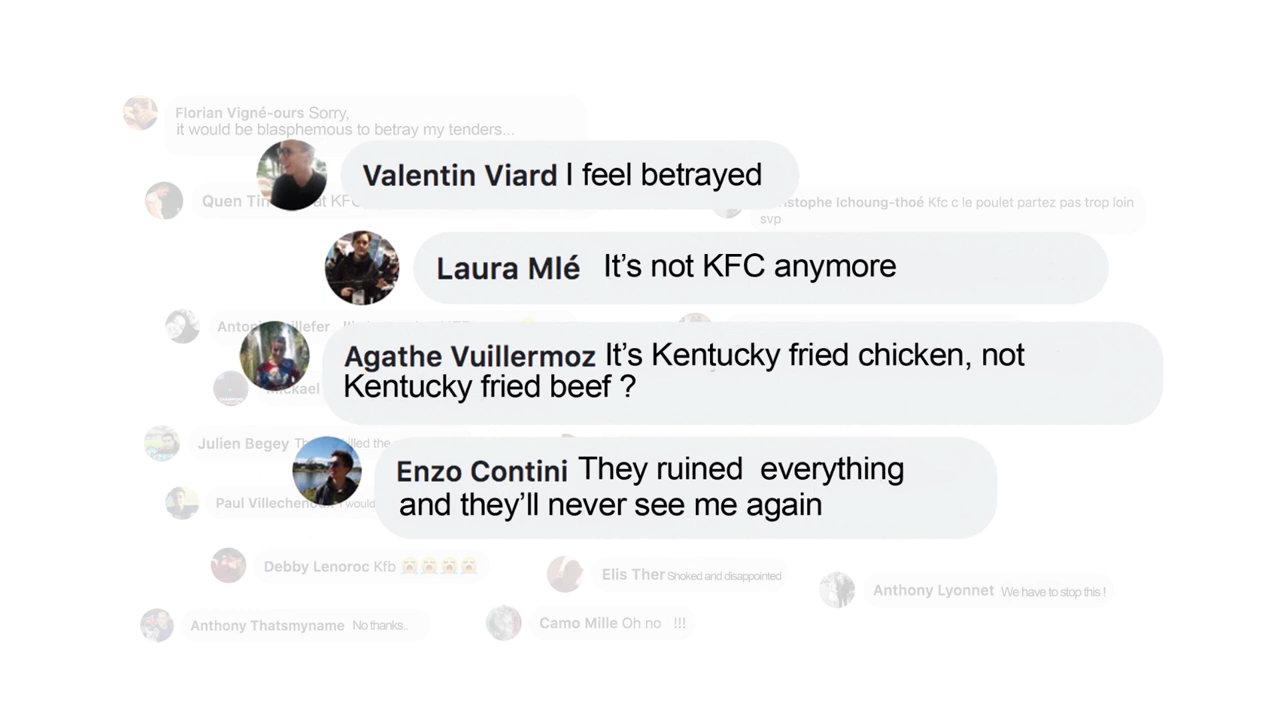 Florian Vigné-ours Sorry,
it would be blasphemous to betray my tenders...
Valentin Viard I feel betrayed
Quen
Ichoung-thoé Kfc c le poulet partez pas trop loin
svp
Laura Mlé It's not KFC anymore
Agathe Vuillermoz It's Kentucky fried chicken, not
Kentucky fried beef ?
Julien Begey
Enzo Contini They ruined everything
and they'll never see me again
Paul
Debby Lenoroc Kfb 😭😭😭😭
Elis Ther Shoked and disappointed
Anthony Lyonnet We have to stop this !
Anthony Thatsmyname No thanks..
Camo Mille Oh no !!!